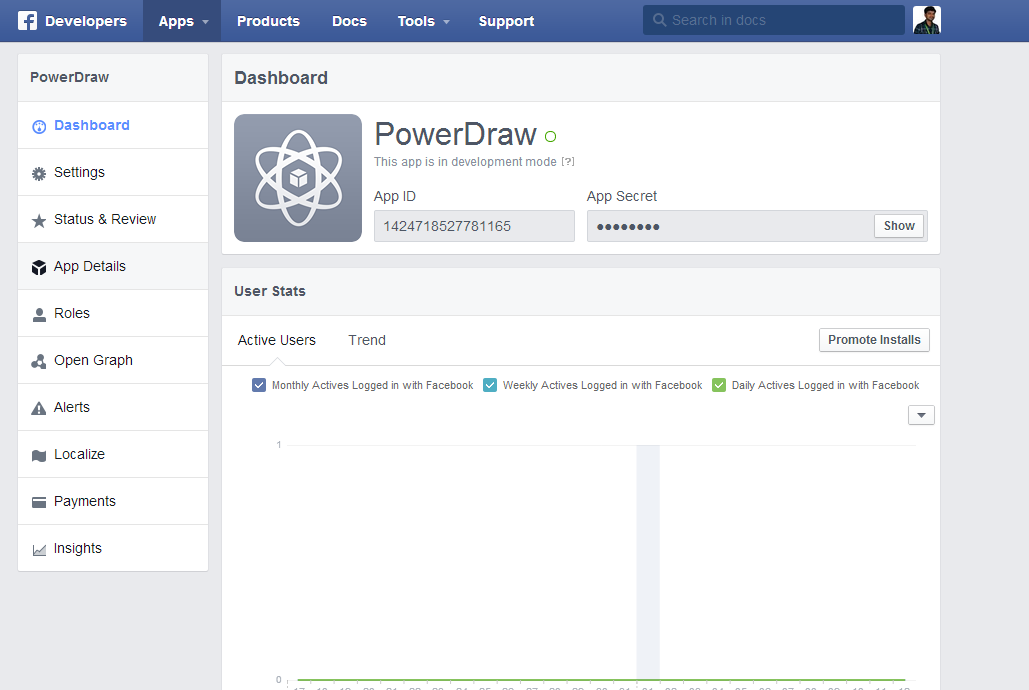 Developers Apps Products Docs Tools Support Search in docs
PowerDraw
Dashboard
Settings
Status & Review
App Details
Roles
Open Graph
Alerts
Localize
Payments
Insights
Dashboard
PowerDraw
This app is in development mode [?]
App ID App Secret
1424718527781165 •••••••• Show
User Stats
Active Users Trend Promote Installs
Monthly Actives Logged in with Facebook Weekly Actives Logged in with Facebook Daily Actives Logged in with Facebook
1
0